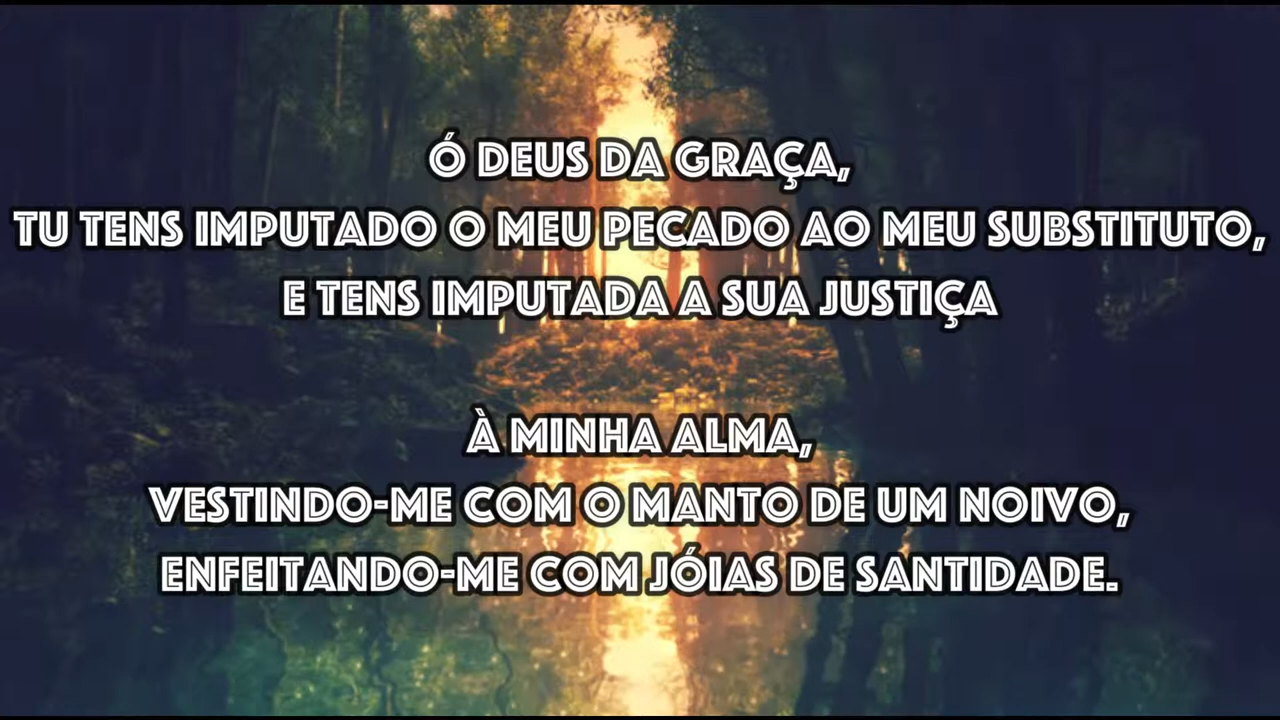 Ó DEUS DA GRAÇA,
TU TENS IMPUTADO O MEU PECADO AO MEU SUBSTITUTO,
E TENS IMPUTADA A SUA JUSTIÇA
À MINHA ALMA,
VESTINDO-ME COM O MANTO DE UM NOIVO,
ENFEITANDO-ME COM JÓIAS DE SANTIDADE.